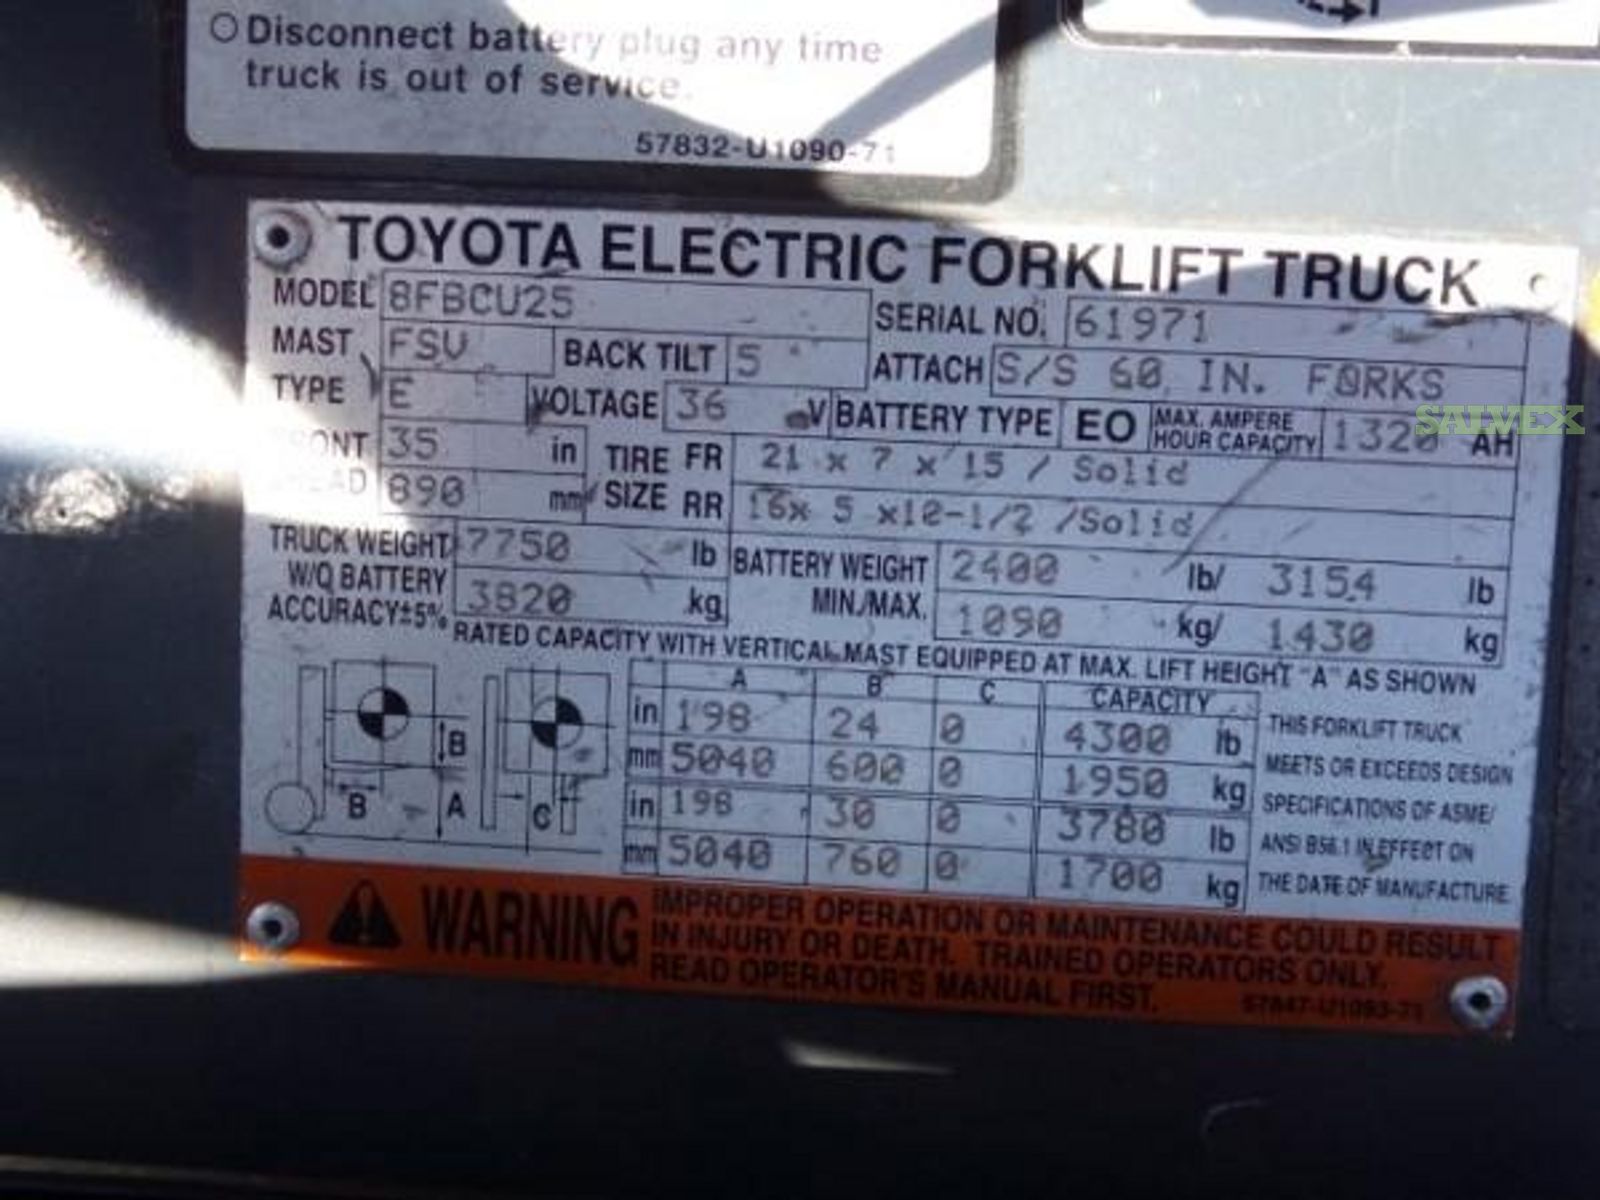 ○ Disconnect battery plug any time
truck is out of service.
57832-U1090-71
TOYOTA ELECTRIC FORKLIFT TRUCK
MODEL 8FBCU25 SERIAL NO. 61971
MAST FSV BACK TILT 5 ° ATTACH S/S 60 IN. FORKS
TYPE E VOLTAGE 36 V BATTERY TYPE EO MAX. AMPERE HOUR CAPACITY 1320 AH
SALVEX
35 in TIRE SIZE FR 21 x 7 x 15 / Solid
890 mm RR 16x 5 x10-1/2 /Solid
TRUCK WEIGHT W/O BATTERY ACCURACY±5% 7750 lb BATTERY WEIGHT MIN./MAX. 2400 lb/ 3154 lb
3820 kg 1090 kg/ 1430 kg
RATED CAPACITY WITH VERTICAL MAST EQUIPPED AT MAX. LIFT HEIGHT "A" AS SHOWN
A B C CAPACITY
in 198 24 0 4300 lb
mm 5040 600 0 1950 kg
in 198 30 0 3780 lb
mm 5040 760 0 1700 kg
B B A C
THIS FORKLIFT TRUCK
MEETS OR EXCEEDS DESIGN
SPECIFICATIONS OF ASME/
ANSI B56.1 IN EFFECT ON
THE DATE OF MANUFACTURE
WARNING
IMPROPER OPERATION OR MAINTENANCE COULD RESULT
IN INJURY OR DEATH. TRAINED OPERATORS ONLY.
READ OPERATOR'S MANUAL FIRST.
57847-U1093-71